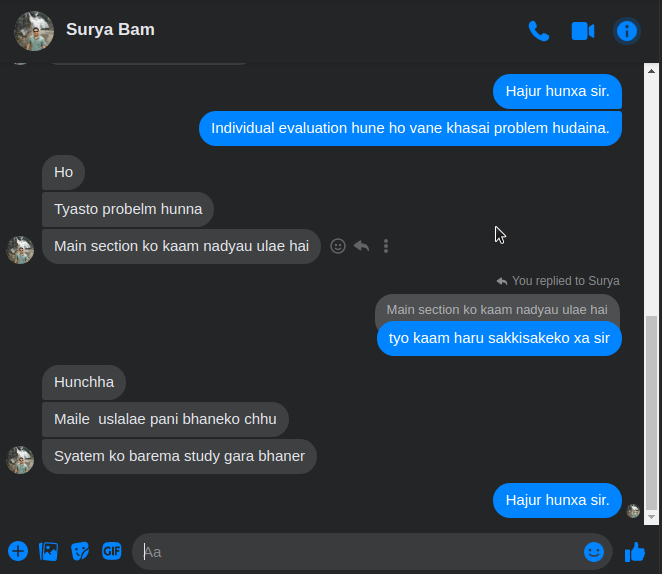 Surya Bam
Hajur hunxa sir.
Individual evaluation hune ho vane khasai problem hudaina.
Ho
Tyasto probelm hunna
Main section ko kaam nadyau ulae hai
You replied to Surya
Main section ko kaam nadyau ulae hai
tyo kaam haru sakkisakeko xa sir
Hunchha
Maile uslalae pani bhaneko chhu
Syatem ko barema study gara bhaner
Hajur hunxa sir.
GIF
Aa